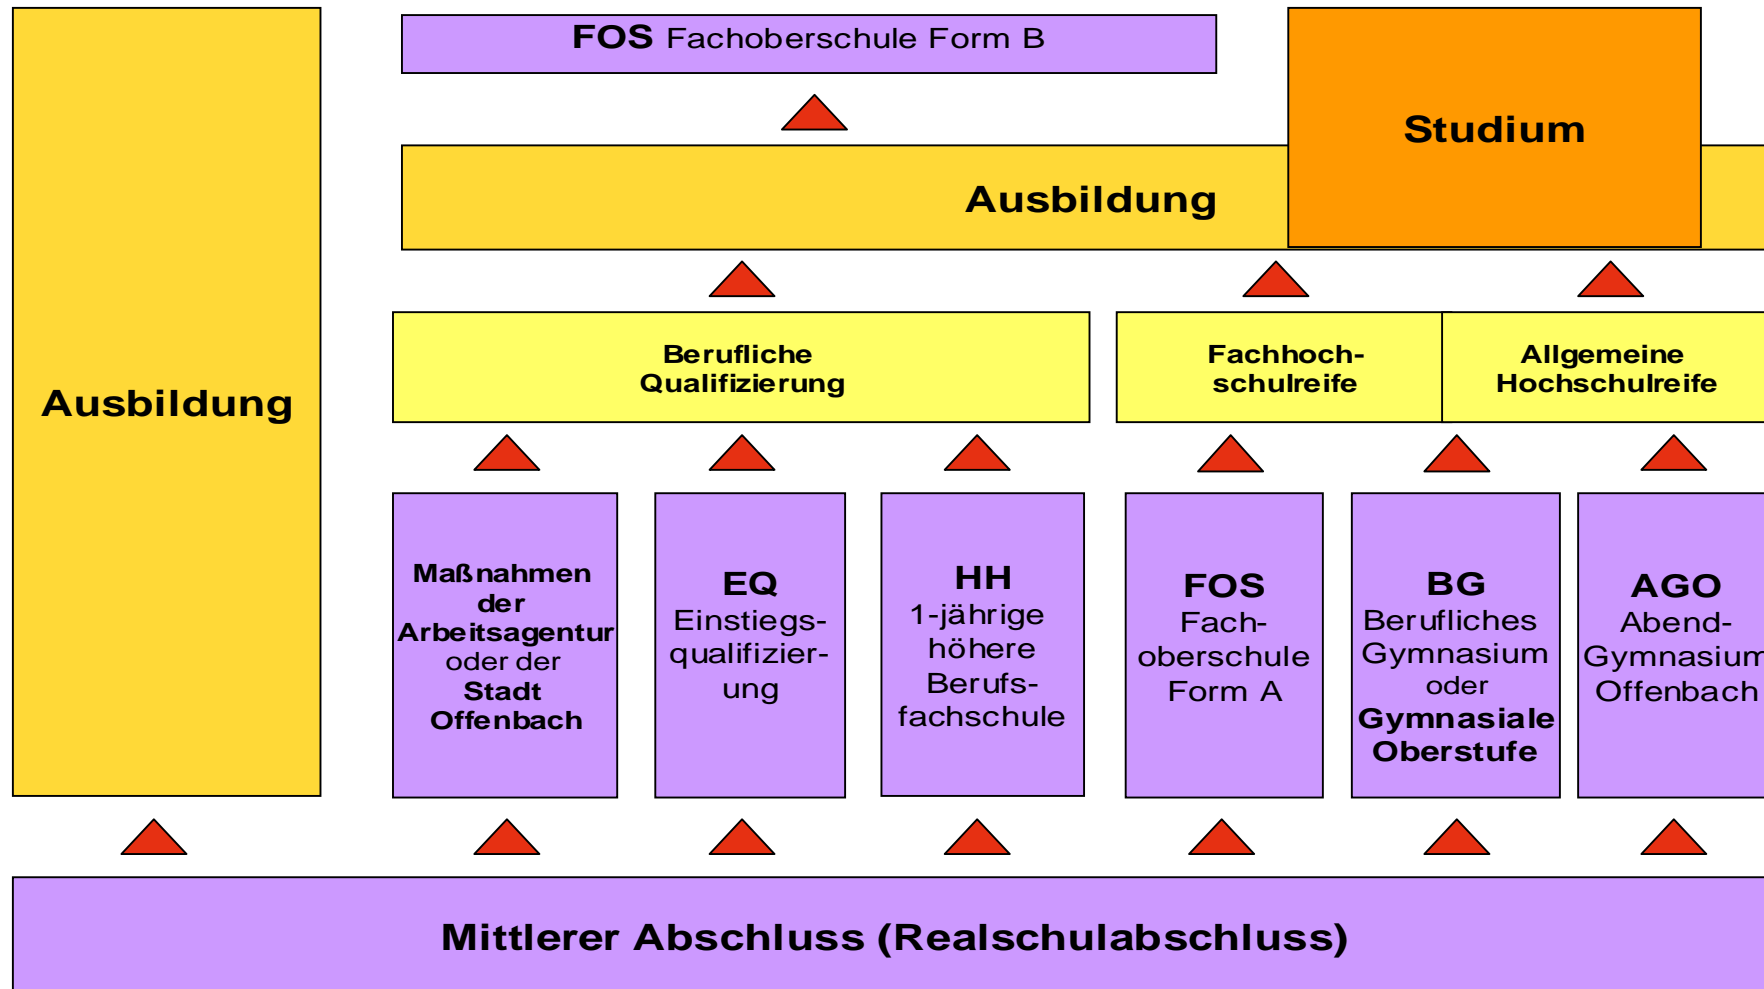 FOS Fachoberschule Form B
Studium
Ausbildung
Ausbildung
Berufliche
Qualifizierung
Fachhoch-
schulreife
Allgemeine
Hochschulreife
Maßnahmen
der
Arbeitsagentur
oder der
Stadt
Offenbach
EQ
Einstiegs-
qualifizier-
ung
HH
1-jährige
höhere
Berufs-
fachschule
FOS
Fach-
oberschule
Form A
BG
Berufliches
Gymnasium
oder
Gymnasiale
Oberstufe
AGO
Abend-
Gymnasium
Offenbach
Mittlerer Abschluss (Realschulabschluss)